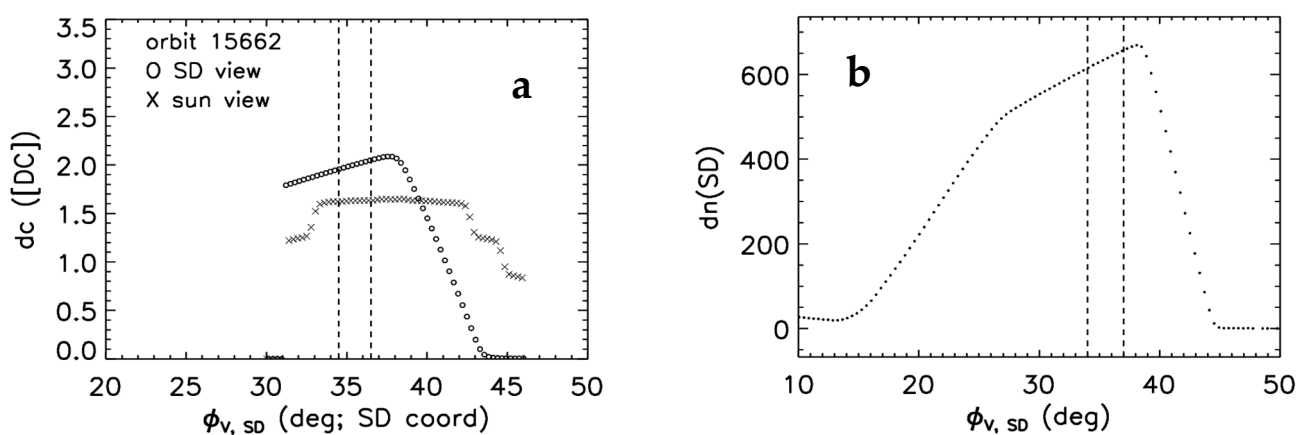 3.5
3.0
2.5
2.0
1.5
1.0
0.5
0.0
dc ([DC])
orbit 15662
O SD view
X sun view
a
20 25 30 35 40 45 50
ϕV, SD (deg; SD coord)
600
400
200
0
dn(SD)
b
10 20 30 40 50
ϕV, SD (deg)